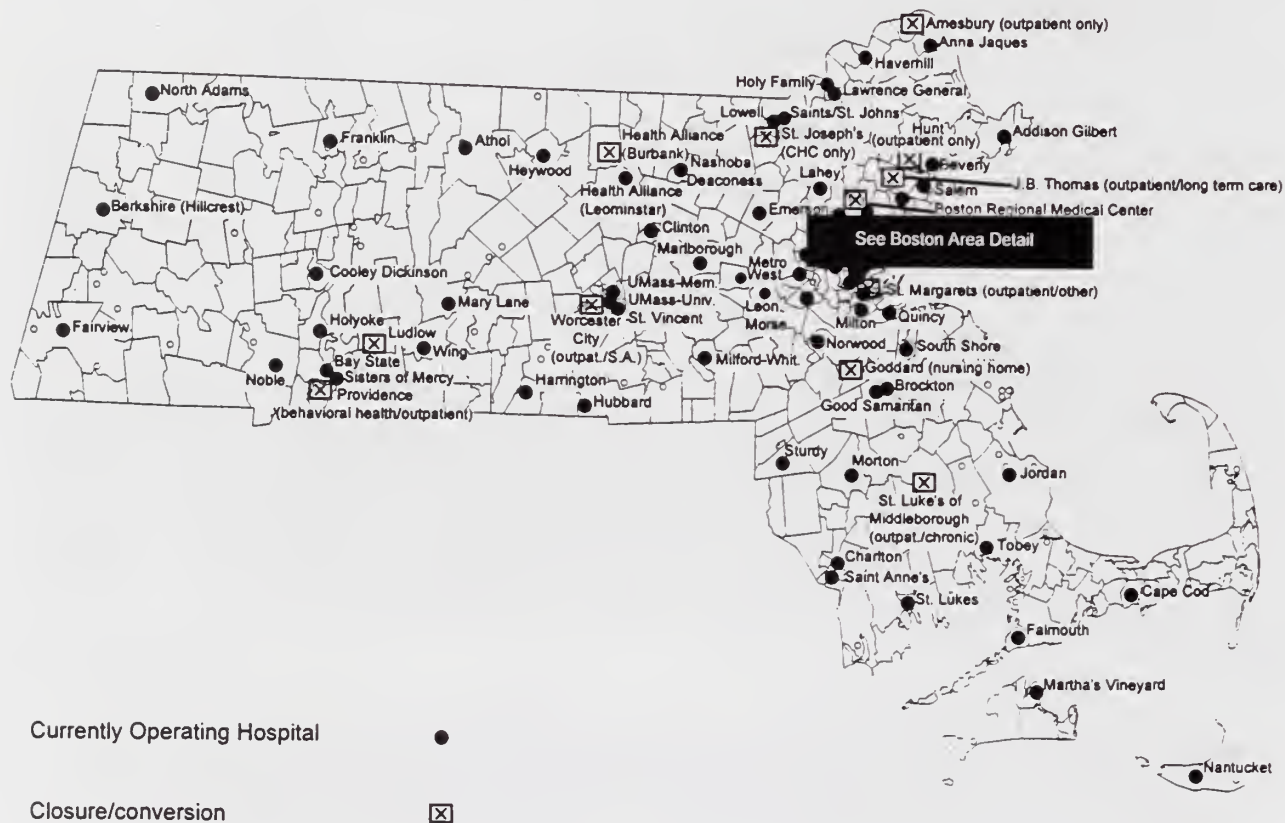 Amesbury (outpatient only)
Anna Jaques
Haverhill
Holy Family
Lawrence General
North Adams
Lowell
Saints/St. Johns
Franklin
Athol
Heywood
Health Alliance
(Burbank)
St. Joseph's
(CHC only)
Hunt
(outpatient only)
Addison Gilbert
Nashoba
Deaconess
Lahey
Beverly
J.B. Thomas (outpatient/long term care)
Health Alliance
(Leominstar)
Salem
Berkshire (Hillcrest)
Emerson
Boston Regional Medical Center
Clinton
See Boston Area Detail
Marlborough
Cooley Dickinson
Metro
West
UMass-Mem.
UMass-Univ.
St. Vincent
Mary Lane
Leon.
Morse
St. Margarets (outpatient/other)
Milton
Quincy
Worcester
City
(outpat./S.A.)
Fairview
Holyoke
Ludlow
Wing
Norwood
South Shore
Milford-Whit.
Noble
Bay State
Sisters of Mercy
Providence
(behavioral health/outpatient)
Harrington
Hubbard
Goddard (nursing home)
Brockton
Good Samaritan
Sturdy
Morton
Jordan
St. Luke's of
Middleborough
(outpat./chronic)
Tobey
Charlton
Saint Anne's
St. Lukes
Cape Cod
Falmouth
Martha's Vineyard
Nantucket
Currently Operating Hospital
Closure/conversion